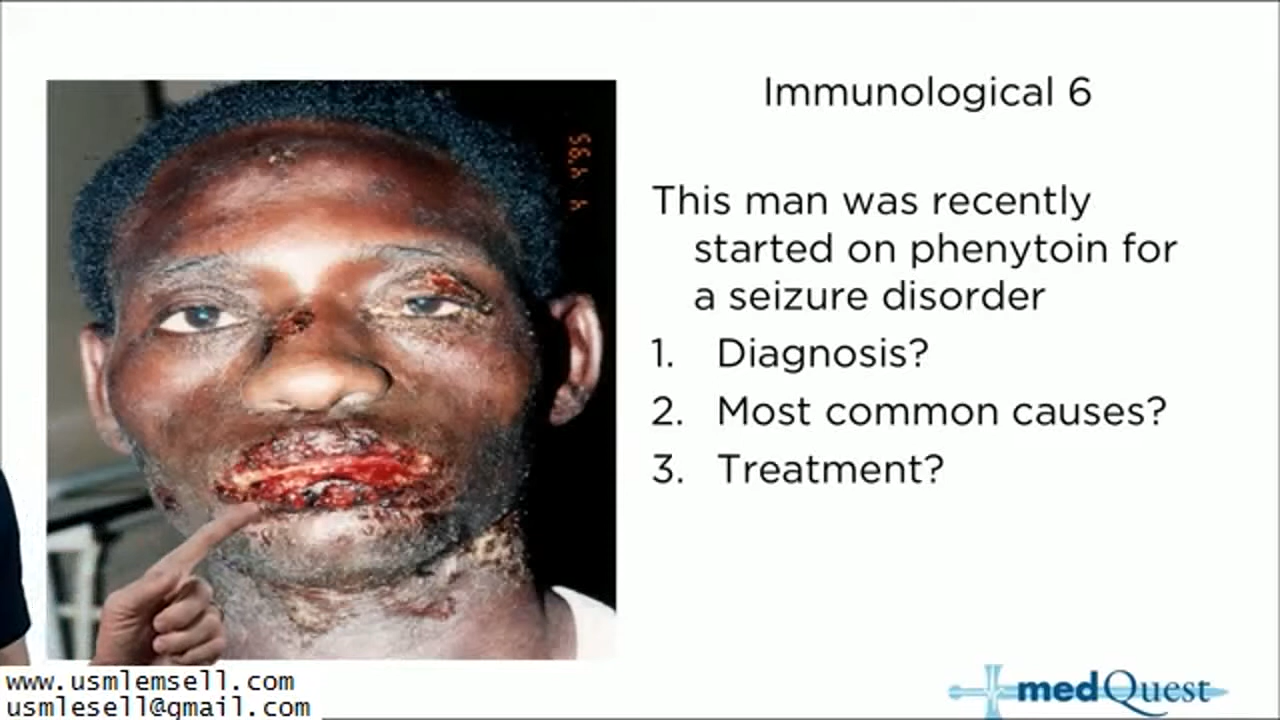 Immunological 6
This man was recently
started on phenytoin for
a seizure disorder
1. Diagnosis?
2. Most common causes?
3. Treatment?
www.usmlemsell.com
usmlesell@gmail.com
medQuest